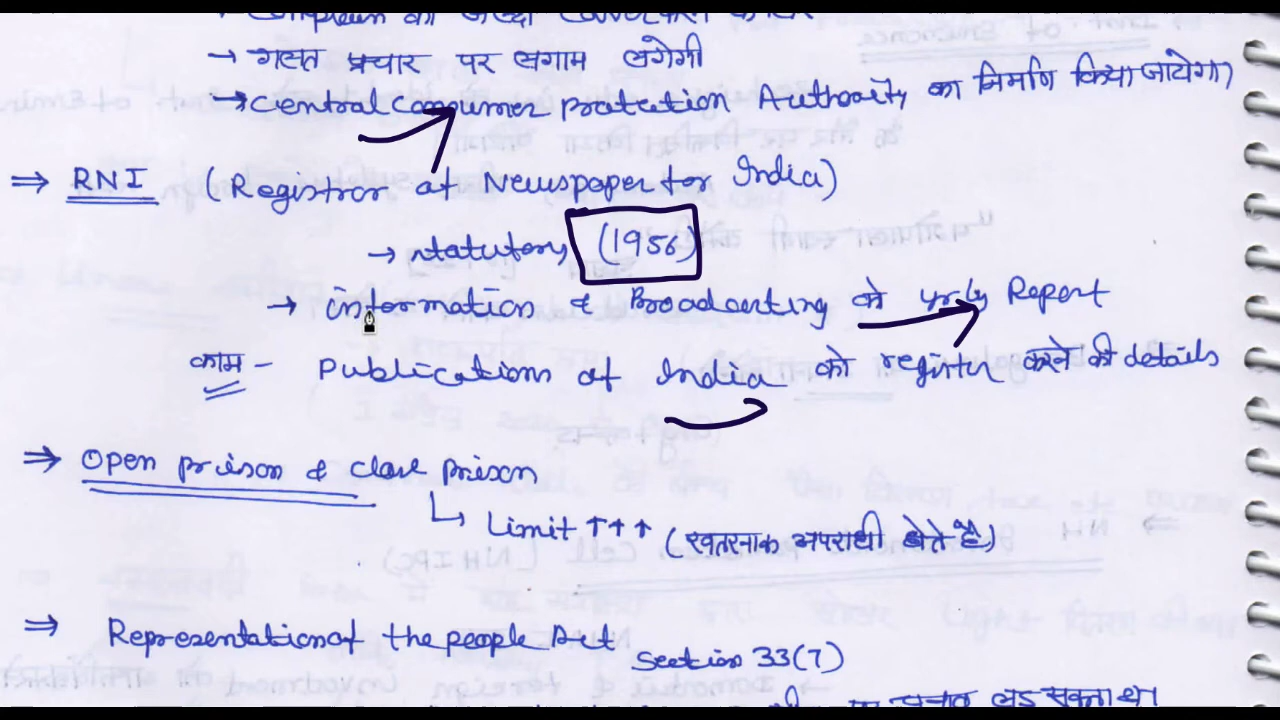 → गलत प्रचार पर लगाम लगेगी
→ central consumer protection Authority का निर्माण किया जायेगा
⇒ RNI (Registror of Newspaper for India)
→ statutory (1956)
→ information & Broadcasting को yrly Report
काम - Publications of India को register करने की details
⇒ Open prison & close prison
Limit ↑↑↑ (खतरनाक अपराधी होते है)
⇒ Representation of the people Act Section 33(7)